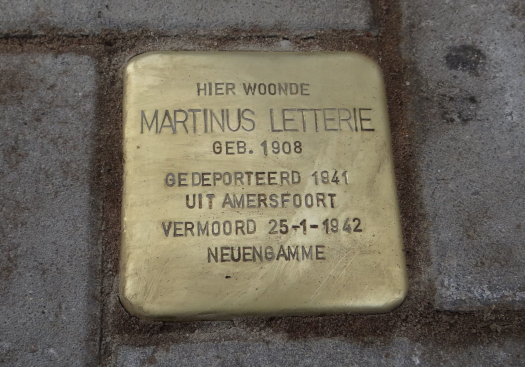 HIER WOONDE
MARTINUS LETTERIE
GEB. 1908
GEDEPORTEERD 1941
UIT AMERSFOORT
VERMOORD 25-1-1942
NEUENGAMME